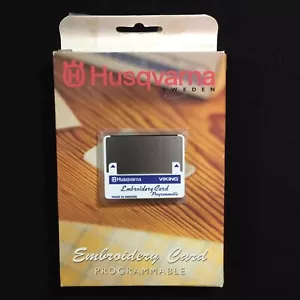 Husqvarna
SWEDEN
Husqvarna VIKING
Embroidery Card
Programmable
MADE IN SWEDEN
Embroidery Card
PROGRAMMABLE